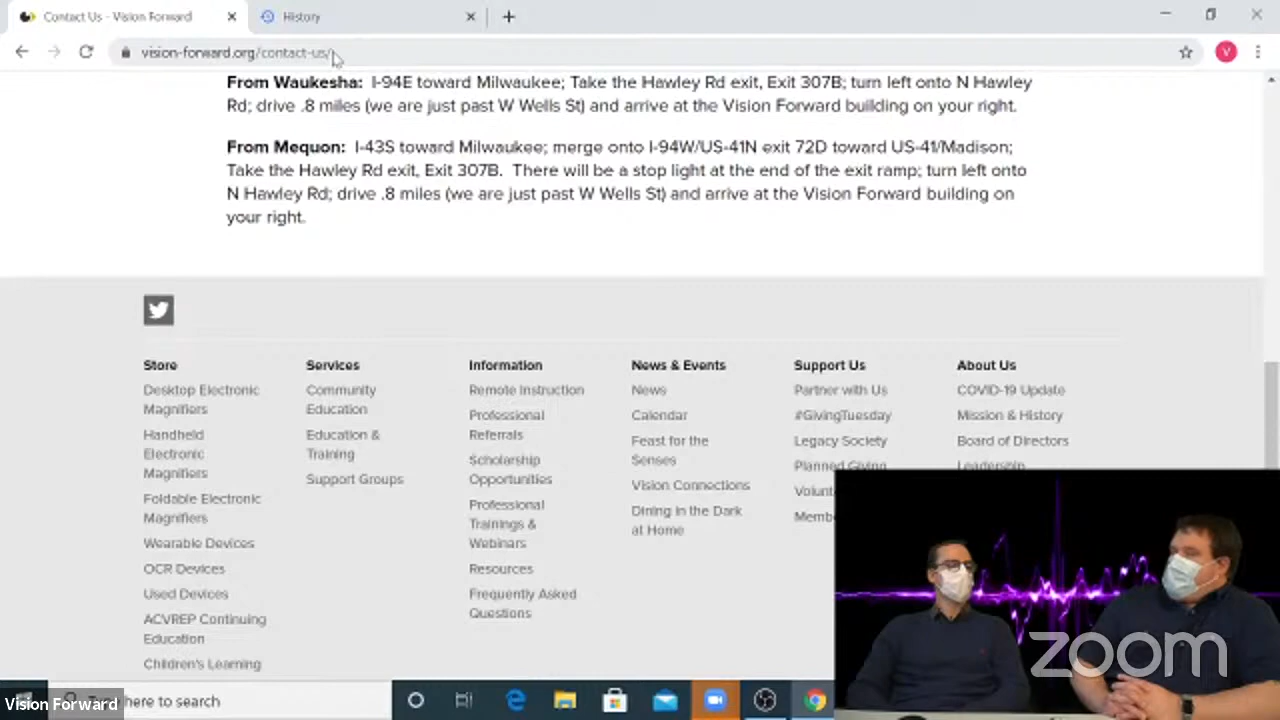 Contact Us - Vision Forward
History
vision-forward.org/contact-us/
V
From Waukesha: I-94E toward Milwaukee; Take the Hawley Rd exit, Exit 307B; turn left onto N Hawley
Rd; drive .8 miles (we are just past W Wells St) and arrive at the Vision Forward building on your right.
From Mequon: I-43S toward Milwaukee; merge onto I-94W/US-41N exit 72D toward US-41/Madison;
Take the Hawley Rd exit, Exit 307B. There will be a stop light at the end of the exit ramp; turn left onto
N Hawley Rd; drive .8 miles (we are just past W Wells St) and arrive at the Vision Forward building on
your right.
Store
Desktop Electronic
Magnifiers
Handheld
Electronic
Magnifiers
Foldable Electronic
Magnifiers
Wearable Devices
OCR Devices
Used Devices
ACVREP Continuing
Education
Children's Learning
Services
Community
Education
Education &
Training
Support Groups
Information
Remote Instruction
Professional
Referrals
Scholarship
Opportunities
Professional
Trainings &
Webinars
Resources
Frequently Asked
Questions
News & Events
News
Calendar
Feast for the
Senses
Vision Connections
Dining in the Dark
at Home
Support Us
Partner with Us
#GivingTuesday
Legacy Society
Planned Giving
Volunt
Membe
About Us
COVID-19 Update
Mission & History
Board of Directors
Leadership
zoom
Vision Forward
here to search